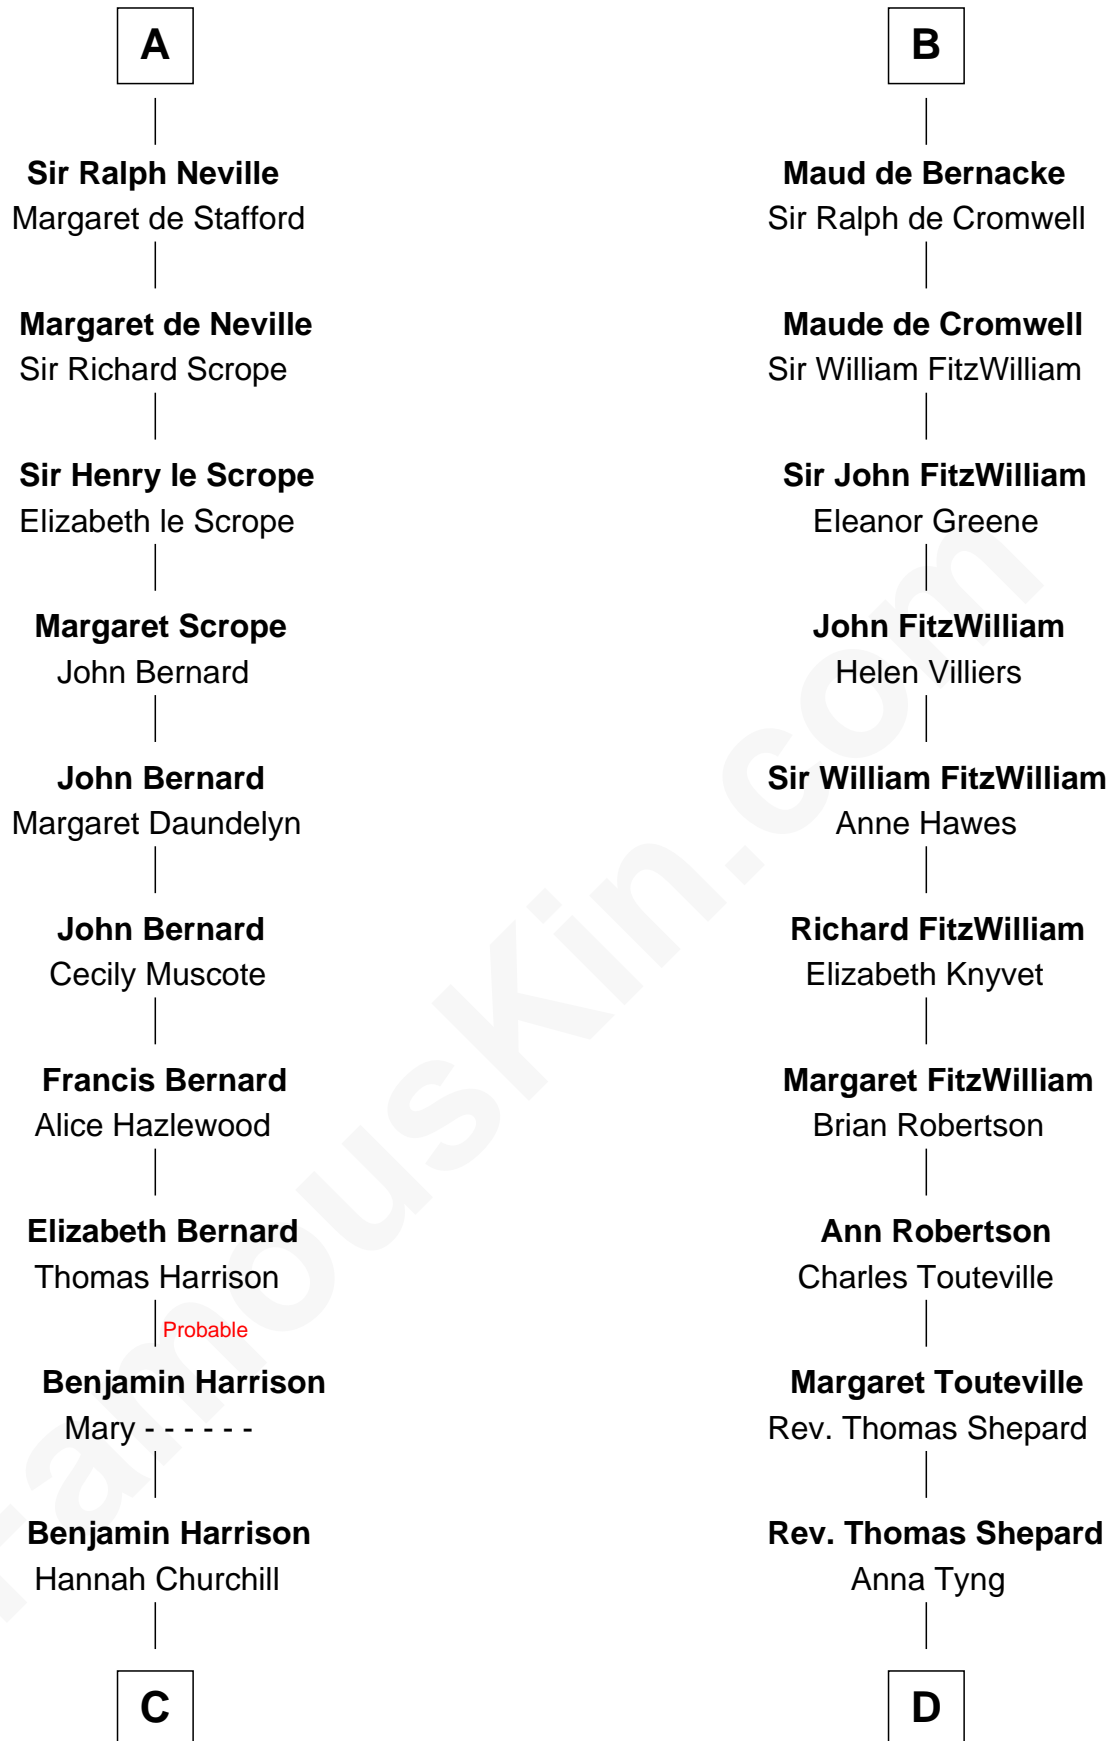 A
Sir Ralph Neville
Margaret de Stafford
Margaret de Neville
Sir Richard Scrope
Sir Henry le Scrope
Elizabeth le Scrope
Margaret Scrope
John Bernard
John Bernard
Margaret Daundelyn
John Bernard
Cecily Muscote
Francis Bernard
Alice Hazlewood
Elizabeth Bernard
Thomas Harrison
Probable
Benjamin Harrison
Mary - - - - - -
Benjamin Harrison
Hannah Churchill
C
B
Maud de Bernacke
Sir Ralph de Cromwell
Maude de Cromwell
Sir William FitzWilliam
Sir John FitzWilliam
Eleanor Greene
John FitzWilliam
Helen Villiers
Sir William FitzWilliam
Anne Hawes
Richard FitzWilliam
Elizabeth Knyvet
Margaret FitzWilliam
Brian Robertson
Ann Robertson
Charles Touteville
Margaret Touteville
Rev. Thomas Shepard
Rev. Thomas Shepard
Anna Tyng
D
FamousKin.com